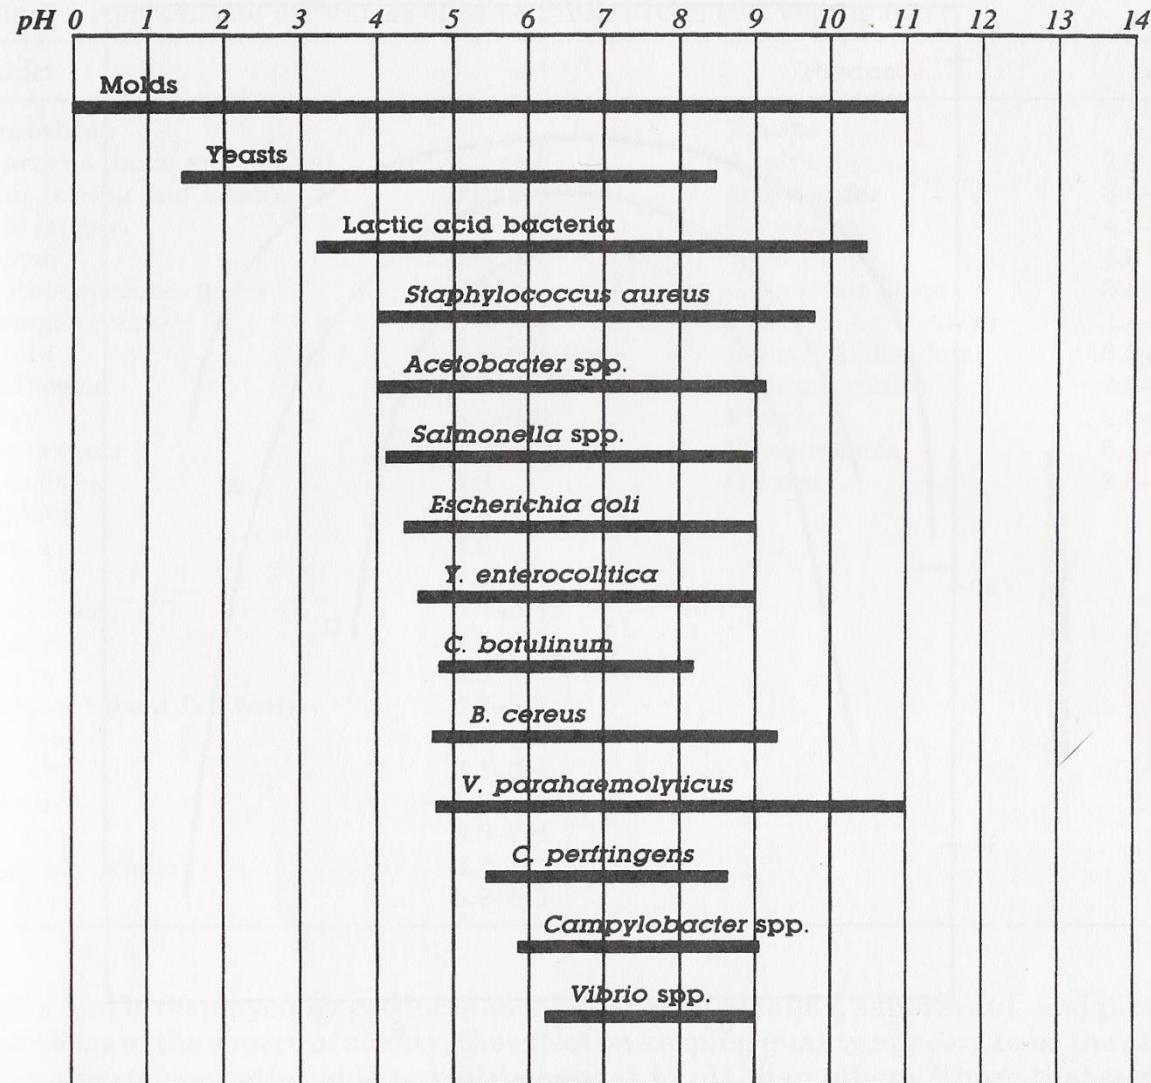 pH 0 1 2 3 4 5 6 7 8 9 10 11 12 13 14
Molds
Yeasts
Lactic acid bacteria
Staphylococcus aureus
Acetobacter spp.
Salmonella spp.
Escherichia coli
Y. enterocolitica
C. botulinum
B. cereus
V. parahaemolyticus
C. perfringens
Campylobacter spp.
Vibrio spp.